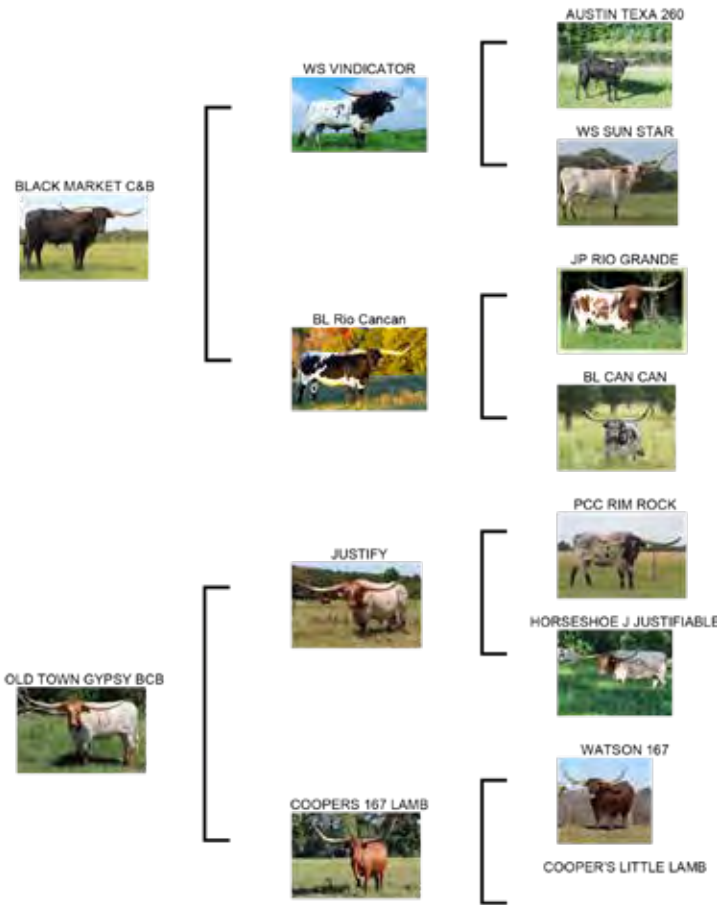 AUSTIN TEXA 260
WS VINDICATOR
WS SUN STAR
BLACK MARKET C&B
JP RIO GRANDE
BL Rio Cancan
BL CAN CAN
PCC RIM ROCK
JUSTIFY
HORSESHOE J JUSTIFIABLE
OLD TOWN GYPSY BCB
WATSON 167
COOPERS 167 LAMB
COOPER'S LITTLE LAMB